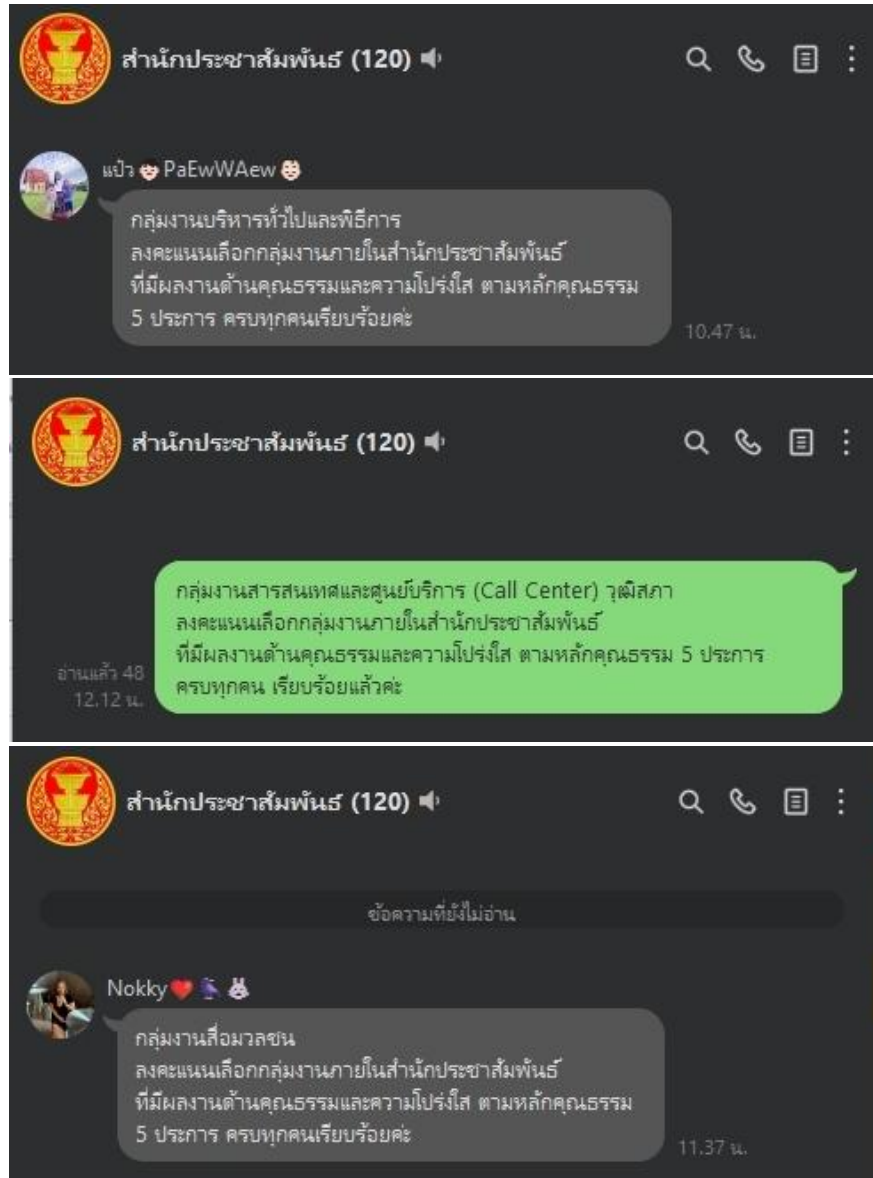 สำนักประชาสัมพันธ์ (120)
แป๋ว PaEwWAew
กลุ่มงานบริหารทั่วไปและพิธีการ
ลงคะแนนเลือกกลุ่มงานภายในสำนักประชาสัมพันธ์
ที่มีผลงานด้านคุณธรรมและความโปร่งใส ตามหลักคุณธรรม
5 ประการ ครบทุกคนเรียบร้อยค่ะ
10.47 น.
สำนักประชาสัมพันธ์ (120)
กลุ่มงานสารสนเทศและศูนย์บริการ (Call Center) วุฒิสภา
ลงคะแนนเลือกกลุ่มงานภายในสำนักประชาสัมพันธ์
ที่มีผลงานด้านคุณธรรมและความโปร่งใส ตามหลักคุณธรรม 5 ประการ
ครบทุกคน เรียบร้อยแล้วค่ะ
อ่านแล้ว 48
12.12 น.
สำนักประชาสัมพันธ์ (120)
ข้อความที่ยังไม่อ่าน
Nokky
กลุ่มงานสื่อมวลชน
ลงคะแนนเลือกกลุ่มงานภายในสำนักประชาสัมพันธ์
ที่มีผลงานด้านคุณธรรมและความโปร่งใส ตามหลักคุณธรรม
5 ประการ ครบทุกคนเรียบร้อยค่ะ
11.37 น.